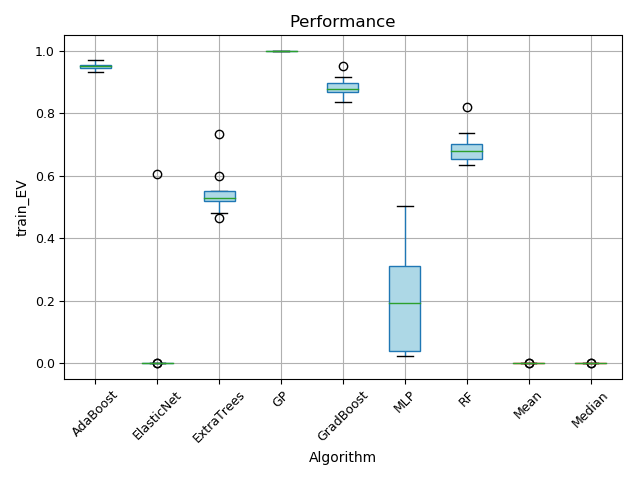 Performance
train_EV
1.0
0.8
0.6
0.4
0.2
0.0
AdaBoost
ElasticNet
ExtraTrees
GP
GradBoost
MLP
RF
Mean
Median
Algorithm